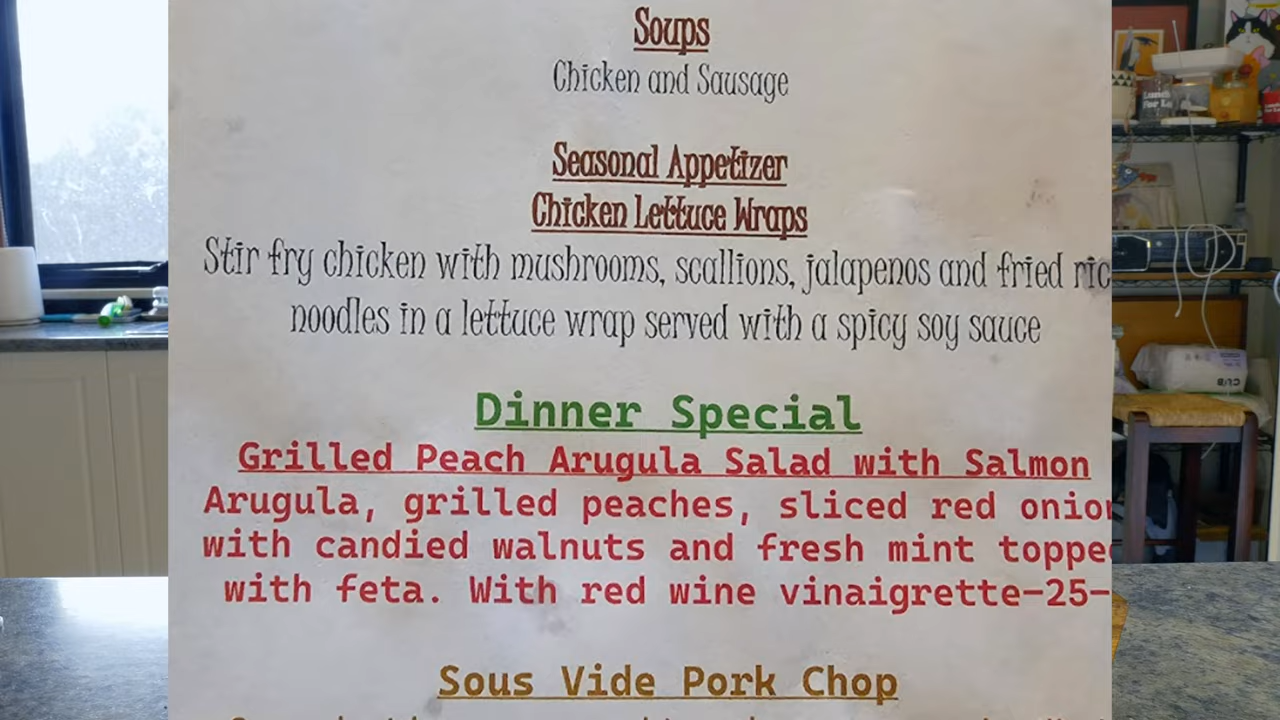 Soups
Chicken and Sausage
Seasonal Appetizer
Chicken Lettuce Wraps
Stir fry chicken with mushrooms, scallions, jalapenos and fried
noodles in a lettuce wrap served with a spicy soy sauce
Dinner Special
Grilled Peach Arugula Salad with Salmon
Arugula, grilled peaches, sliced red
with candied walnuts and fresh mint
with feta. With red wine vinaigrette-25-
Sous Vide Pork Chop